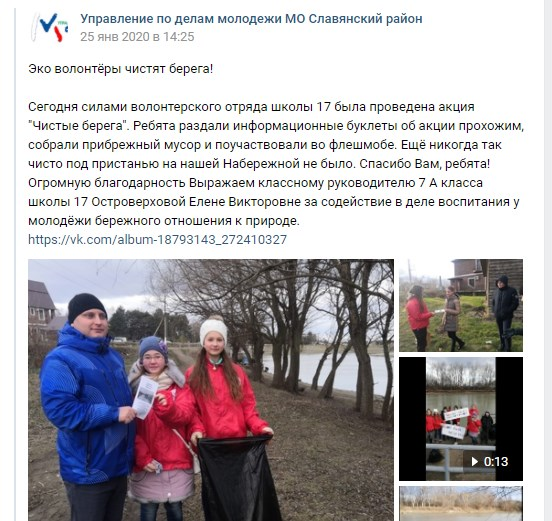 Управление по делам молодежи МО Славянский район
25 янв 2020 в 14:25
Эко волонтёры чистят берега!
Сегодня силами волонтерского отряда школы 17 была проведена акция
"Чистые берега". Ребята раздали информационные буклеты об акции прохожим,
собрали прибрежный мусор и поучаствовали во флешмобе. Ещё никогда так
чисто под пристанью на нашей Набережной не было. Спасибо Вам, ребята!
Огромную благодарность Выражаем классному руководителю 7 А класса
школы 17 Островерховой Елене Викторовне за содействие в деле воспитания у
молодёжи бережного отношения к природе.
https://vk.com/album-18793143_272410327
0:13